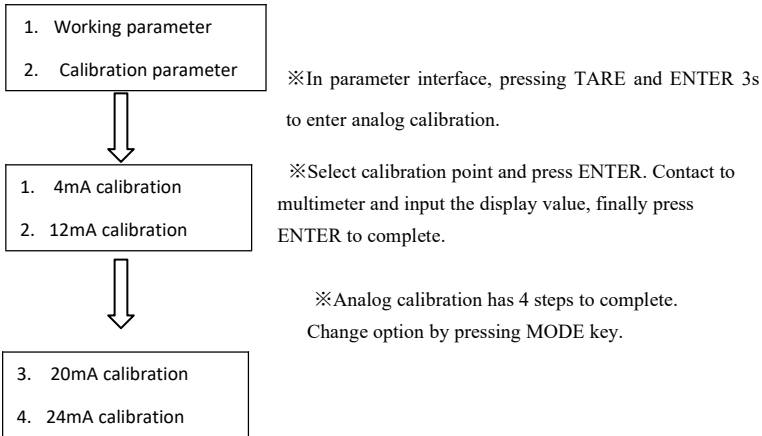 1. Working parameter
2. Calibration parameter
※In parameter interface, pressing TARE and ENTER 3s
to enter analog calibration.
1. 4mA calibration
2. 12mA calibration
※Select calibration point and press ENTER. Contact to
multimeter and input the display value, finally press
ENTER to complete.
※Analog calibration has 4 steps to complete.
Change option by pressing MODE key.
3. 20mA calibration
4. 24mA calibration